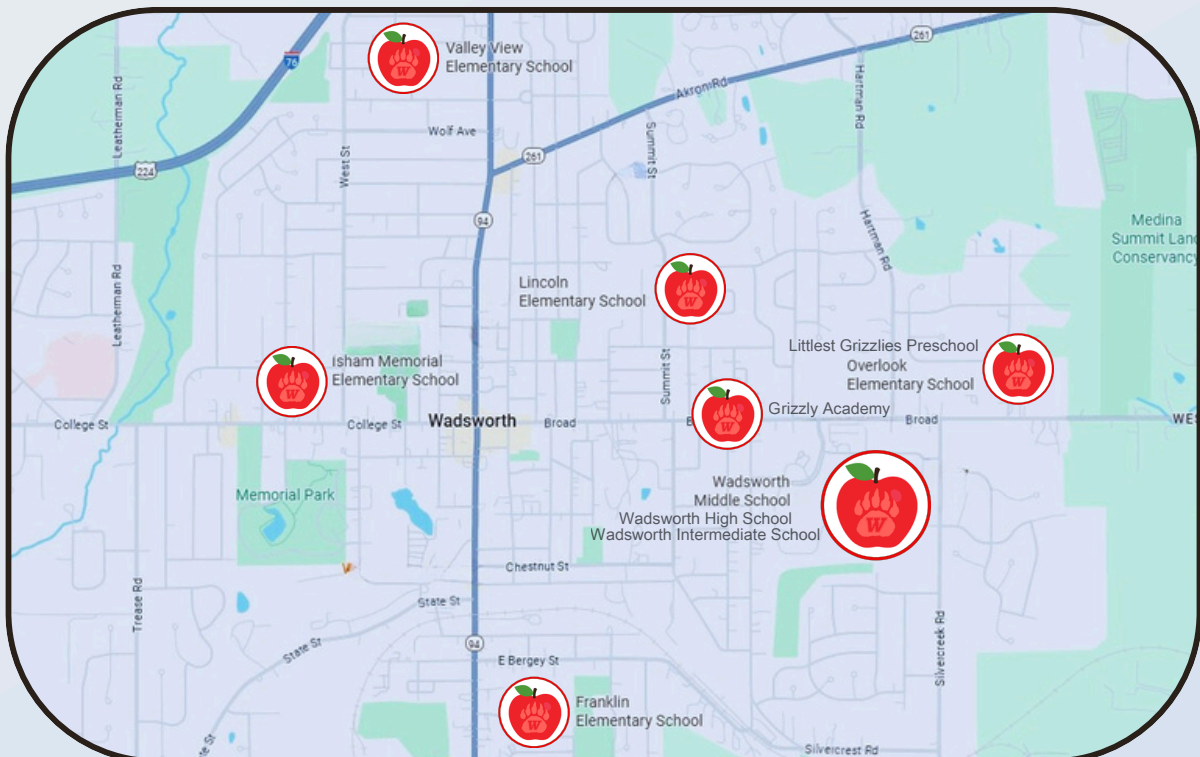 Valley View
Elementary School
261
76
Akron Rd
Hartman Rd
Leatherman Rd
Wolf Ave
Summit St
261
West St
224
94
Hartman Rd
Medina
Summit Land
Conservancy
Leatherman Rd
Lincoln
Elementary School
W
Littlest Grizzlies Preschool
Overlook
Elementary School
W
Isham Memorial
Elementary School
W
Summit St
Grizzly Academy
W
College St
College St
Wadsworth
Broad
Broad
Wadsworth
Middle School
Wadsworth High School
Wadsworth Intermediate School
W
Memorial Park
Chestnut St
Trease Rd
State St
State St
94
Silvercreek Rd
E Bergey St
Franklin
Elementary School
W
Silvercrest Rd